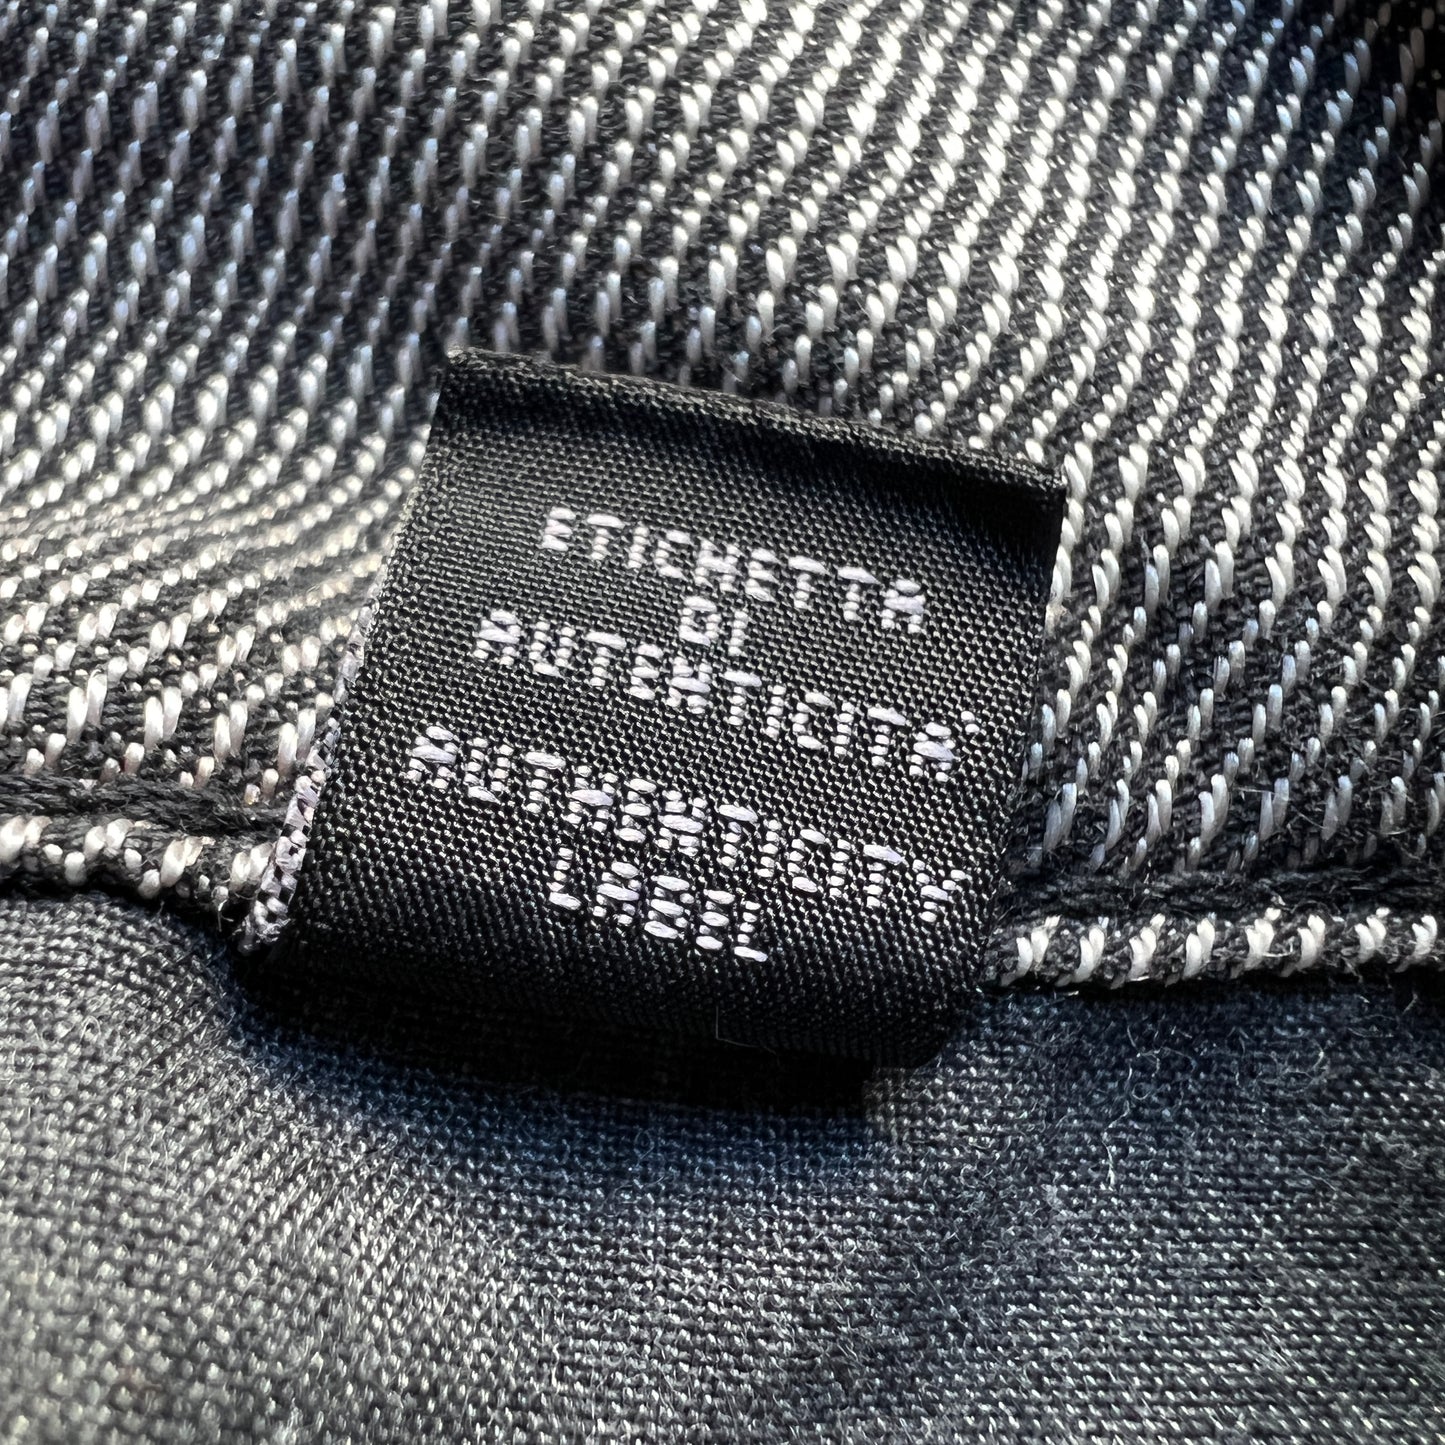 ETICHETTA
DI
AUTENTICITA'
AUTHENTICITY
LABEL